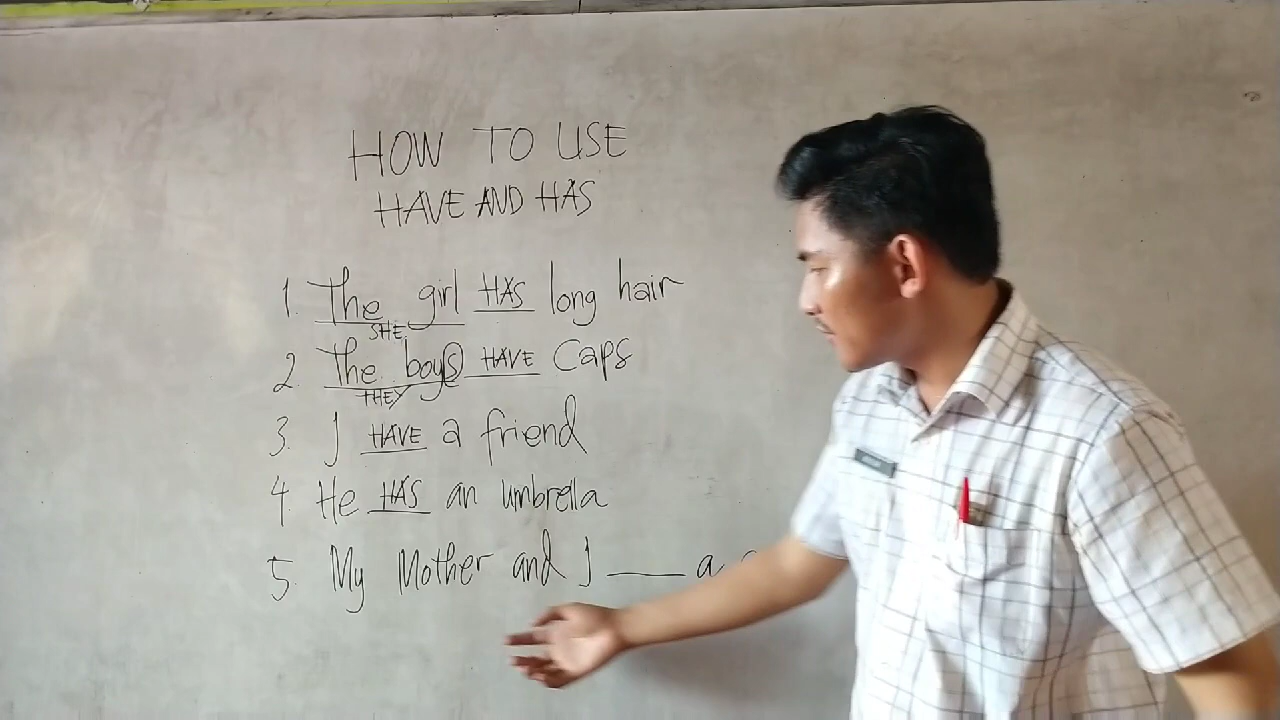 HOW TO USE
HAVE AND HAS
1. The girl HAS long hair
SHE
2. The boys HAVE Caps
THEY
3. I HAVE a friend
4. He HAS an umbrella
5. My Mother and I ____ a